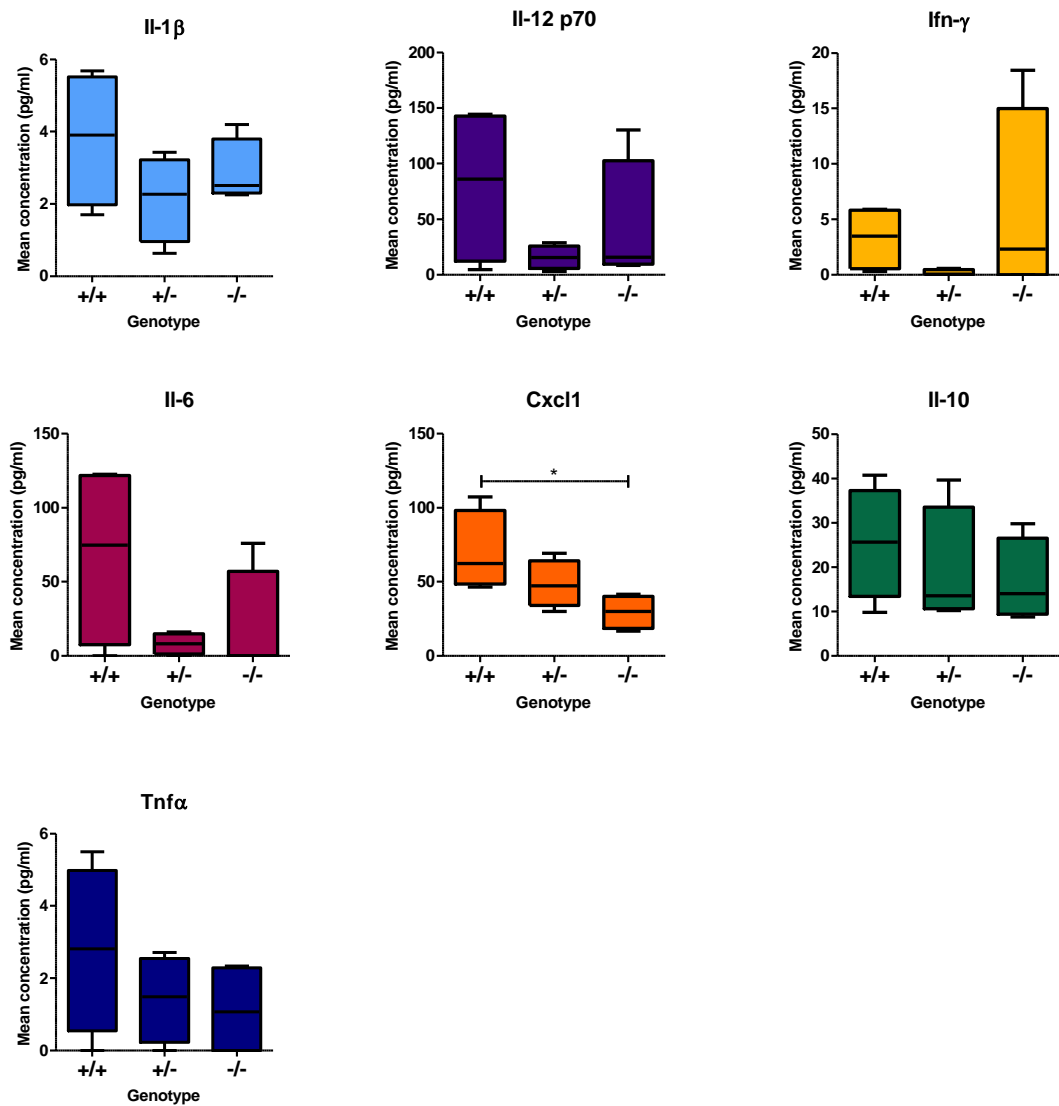 Il-1β
Mean concentration (pg/ml)
6
4
2
0
+/+ +/- -/-
Genotype
Il-12 p70
Mean concentration (pg/ml)
200
150
100
50
0
+/+ +/- -/-
Genotype
Ifn-γ
Mean concentration (pg/ml)
20
15
10
5
0
+/+ +/- -/-
Genotype
Il-6
Mean concentration (pg/ml)
150
100
50
0
+/+ +/- -/-
Genotype
Cxcl1
Mean concentration (pg/ml)
150
100
50
0
*
+/+ +/- -/-
Genotype
Il-10
Mean concentration (pg/ml)
50
40
30
20
10
0
+/+ +/- -/-
Genotype
Tnfα
Mean concentration (pg/ml)
6
4
2
0
+/+ +/- -/-
Genotype